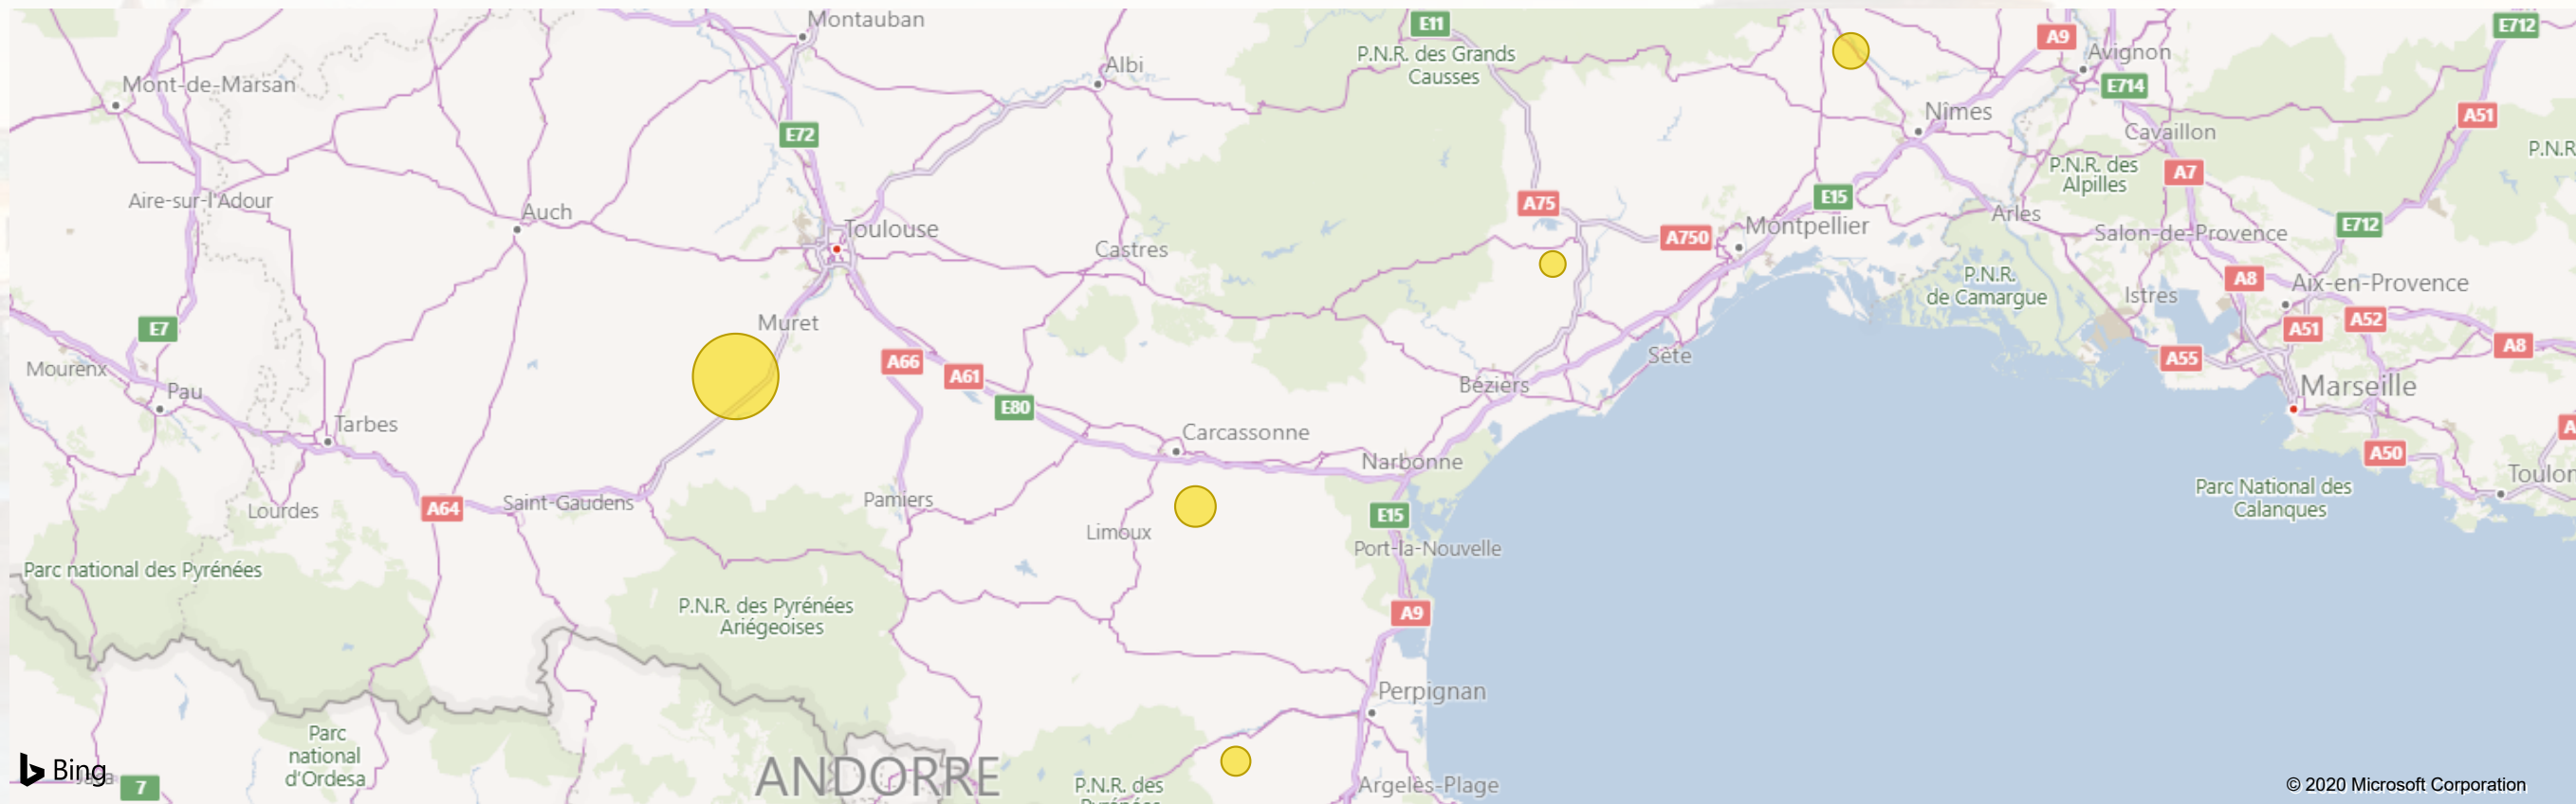 Montauban
E11
P.N.R. des Grands
Causses
A9
Avignon
E712
Mont-de-Marsan
Albi
E714
Nîmes
A51
E72
Cavaillon
P.N.R.
P.N.R. des
Alpilles
A7
Aire-sur-l'Adour
Auch
A75
E15
Arles
Toulouse
Castres
A750
Montpellier
Salon-de-Provence
E712
P.N.R.
de Camargue
A8
Aix-en-Provence
Istres
E7
Muret
A51
A52
A8
Mourenx
A66
A61
Sète
A55
Pau
Béziers
Marseille
E80
Tarbes
Carcassonne
Narbonne
A50
A64
Saint-Gaudens
Pamiers
Toulon
Lourdes
Limoux
E15
Parc National des
Calanques
Port-la-Nouvelle
Parc national des Pyrénées
P.N.R. des Pyrénées
Ariégeoises
A9
Perpignan
Parc
national
d'Ordesa
Bing
7
ANDORRE
P.N.R. des
Argelès-Plage
© 2020 Microsoft Corporation